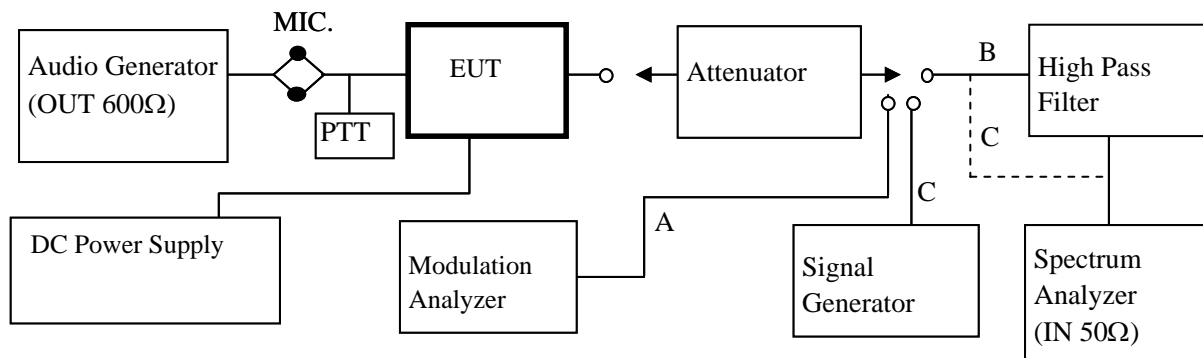 MIC.
Audio Generator
(OUT 600Ω)
PTT
EUT
Attenuator
B
High Pass
Filter
C
DC Power Supply
A
Modulation
Analyzer
C
Signal
Generator
Spectrum
Analyzer
(IN 50Ω)